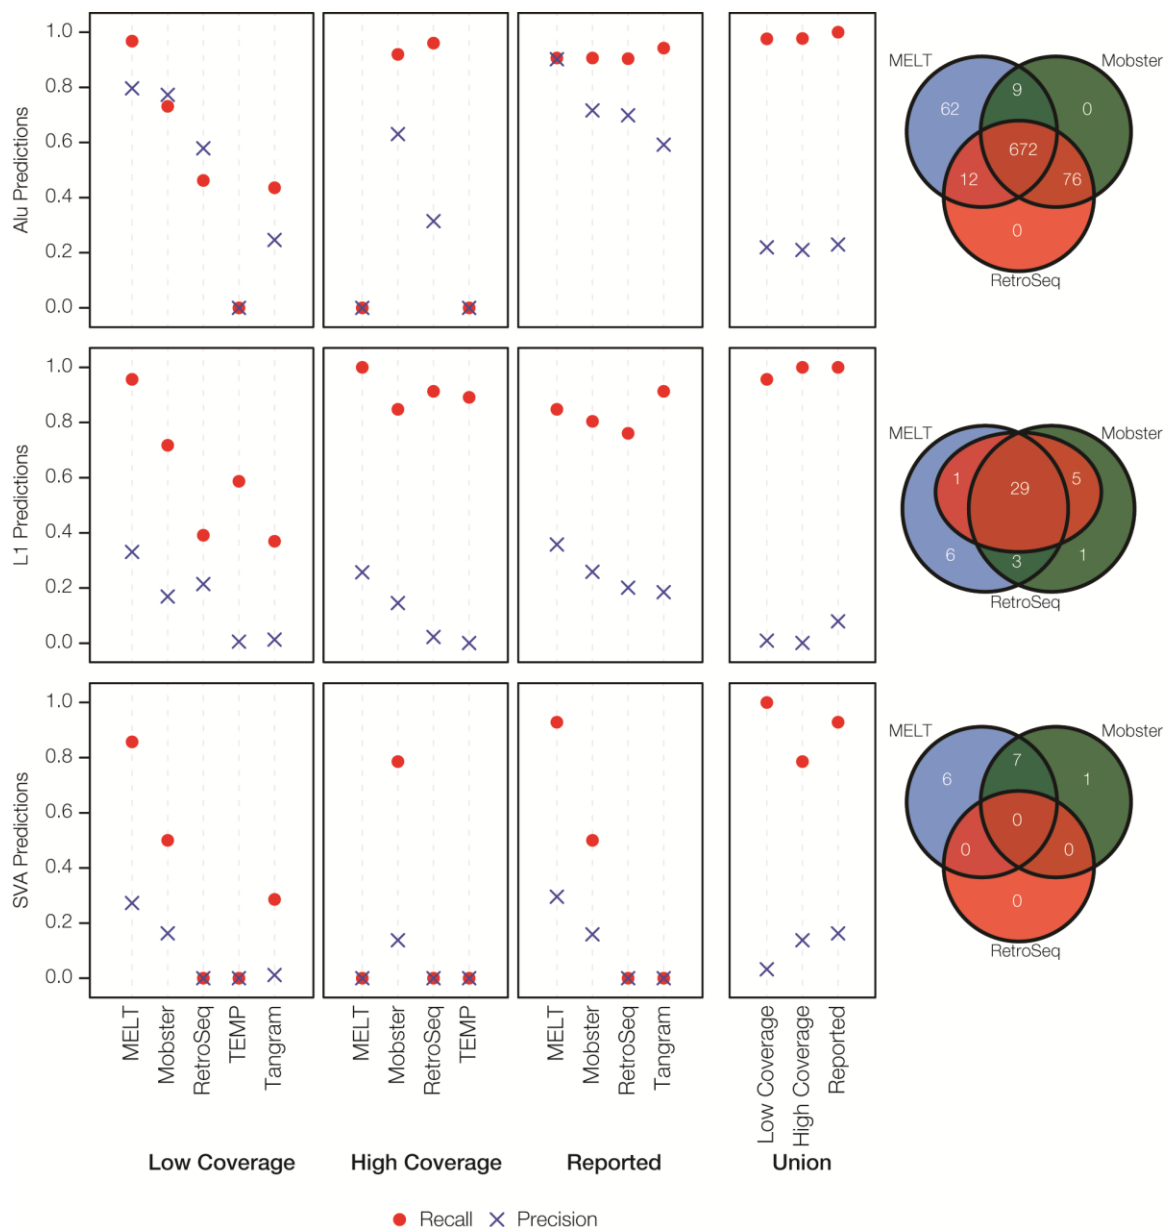 Alu Predictions
1.0
0.8
0.6
0.4
0.2
0.0
MELT
Mobster
62
9
0
672
12
76
0
RetroSeq
L1 Predictions
1.0
0.8
0.6
0.4
0.2
0.0
MELT
Mobster
1
29
5
6
3
1
RetroSeq
SVA Predictions
1.0
0.8
0.6
0.4
0.2
0.0
MELT
Mobster
6
7
1
0
0
0
0
RetroSeq
MELT
Mobster
RetroSeq
TEMP
Tangram
MELT
Mobster
RetroSeq
TEMP
MELT
Mobster
RetroSeq
Tangram
Low Coverage
High Coverage
Reported
Low Coverage
High Coverage
Reported
Union
Recall
Precision